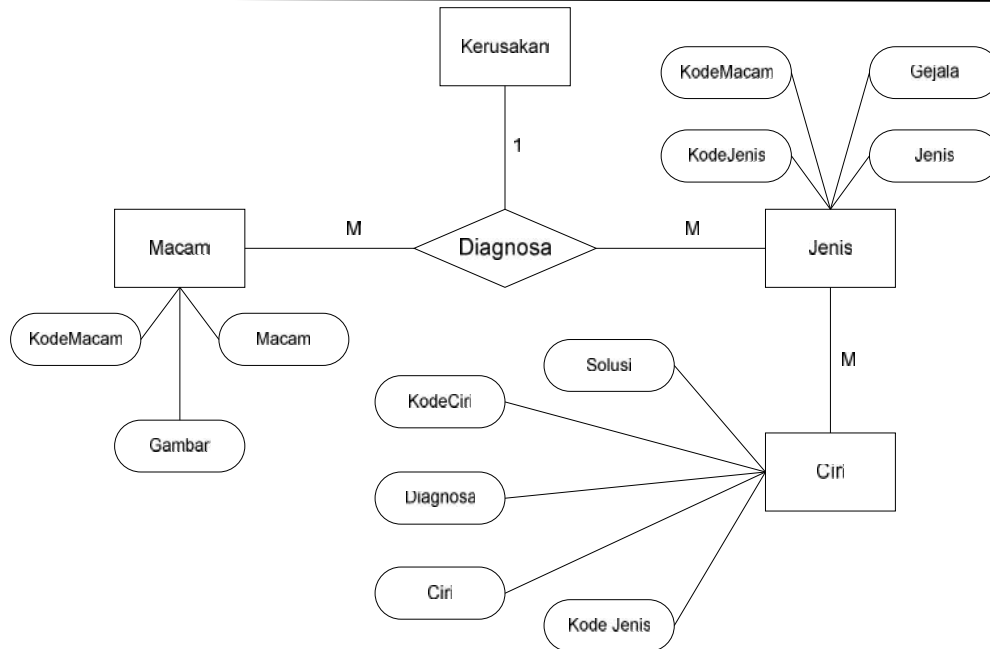 Kerusakan
KodeMacam
Gejala
1
KodeJenis
Jenis
M
M
Macam
Diagnosa
Jenis
KodeMacam
Macam
M
Solusi
KodeCiri
Gambar
Ciri
Diagnosa
Ciri
Kode Jenis